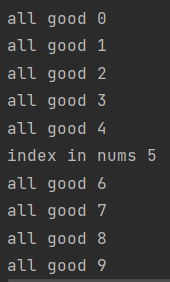 all good 0
all good 1
all good 2
all good 3
all good 4
index in nums 5
all good 6
all good 7
all good 8
all good 9